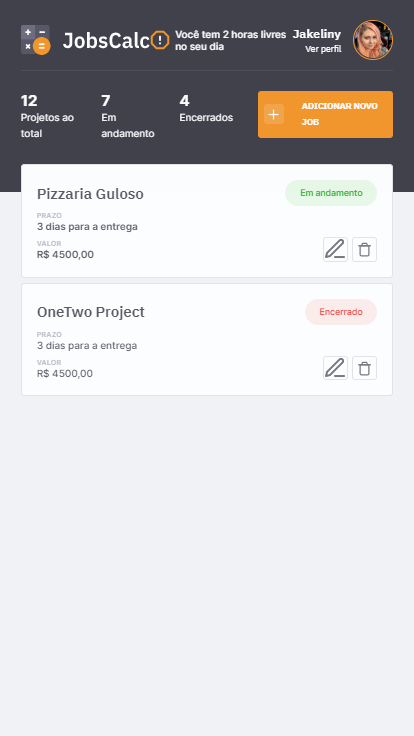 JobsCalc
Você tem 2 horas livres
no seu dia
Jakeliny
Ver perfil
12
Projetos ao
total
7
Em
andamento
4
Encerrados
ADICIONAR NOVO
JOB
Pizzaria Guloso
Em andamento
PRAZO
3 dias para a entrega
VALOR
R$ 4500,00
OneTwo Project
Encerrado
PRAZO
3 dias para a entrega
VALOR
R$ 4500,00